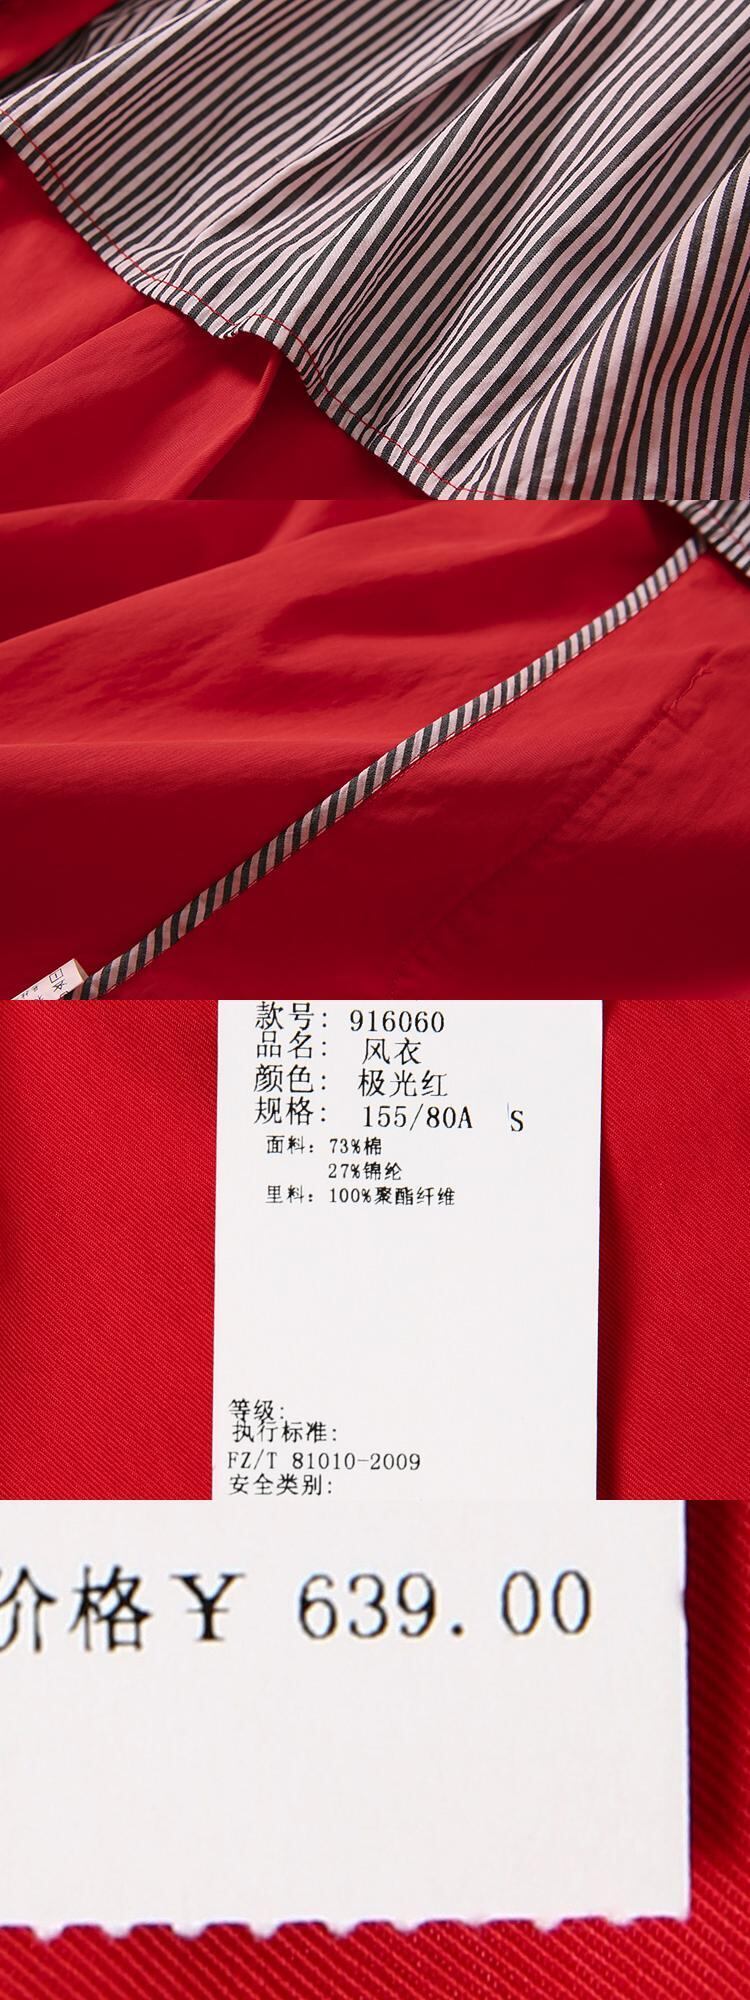 款号: 916060
品名: 风衣
颜色: 极光红
规格: 155/80A S
面料: 73%棉
27%锦纶
里料: 100%聚酯纤维
等级:
执行标准:
FZ/T 81010-2009
安全类别:
价格¥ 639.00